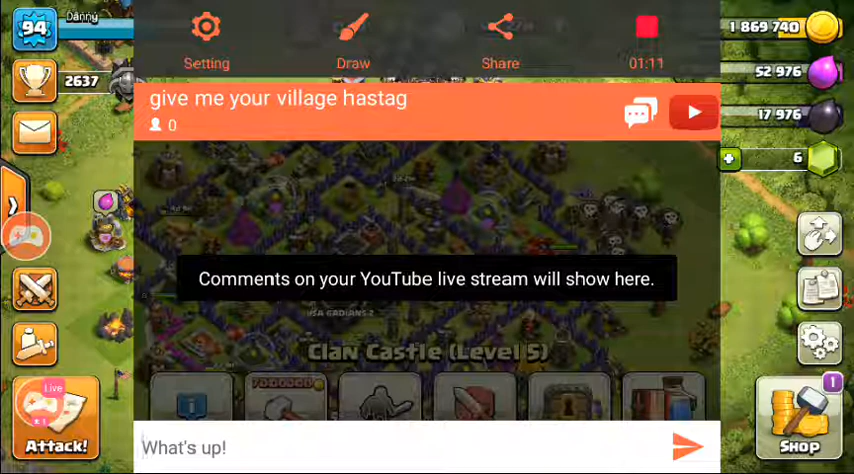 94
Danny
2637
Setting
Draw
Share
01:11
1 869 740
52 976
17 976
6
give me your village hastag
0
Comments on your YouTube live stream will show here.
Clan Castle (Level 5)
Live
Attack!
What's up!
1
Shop